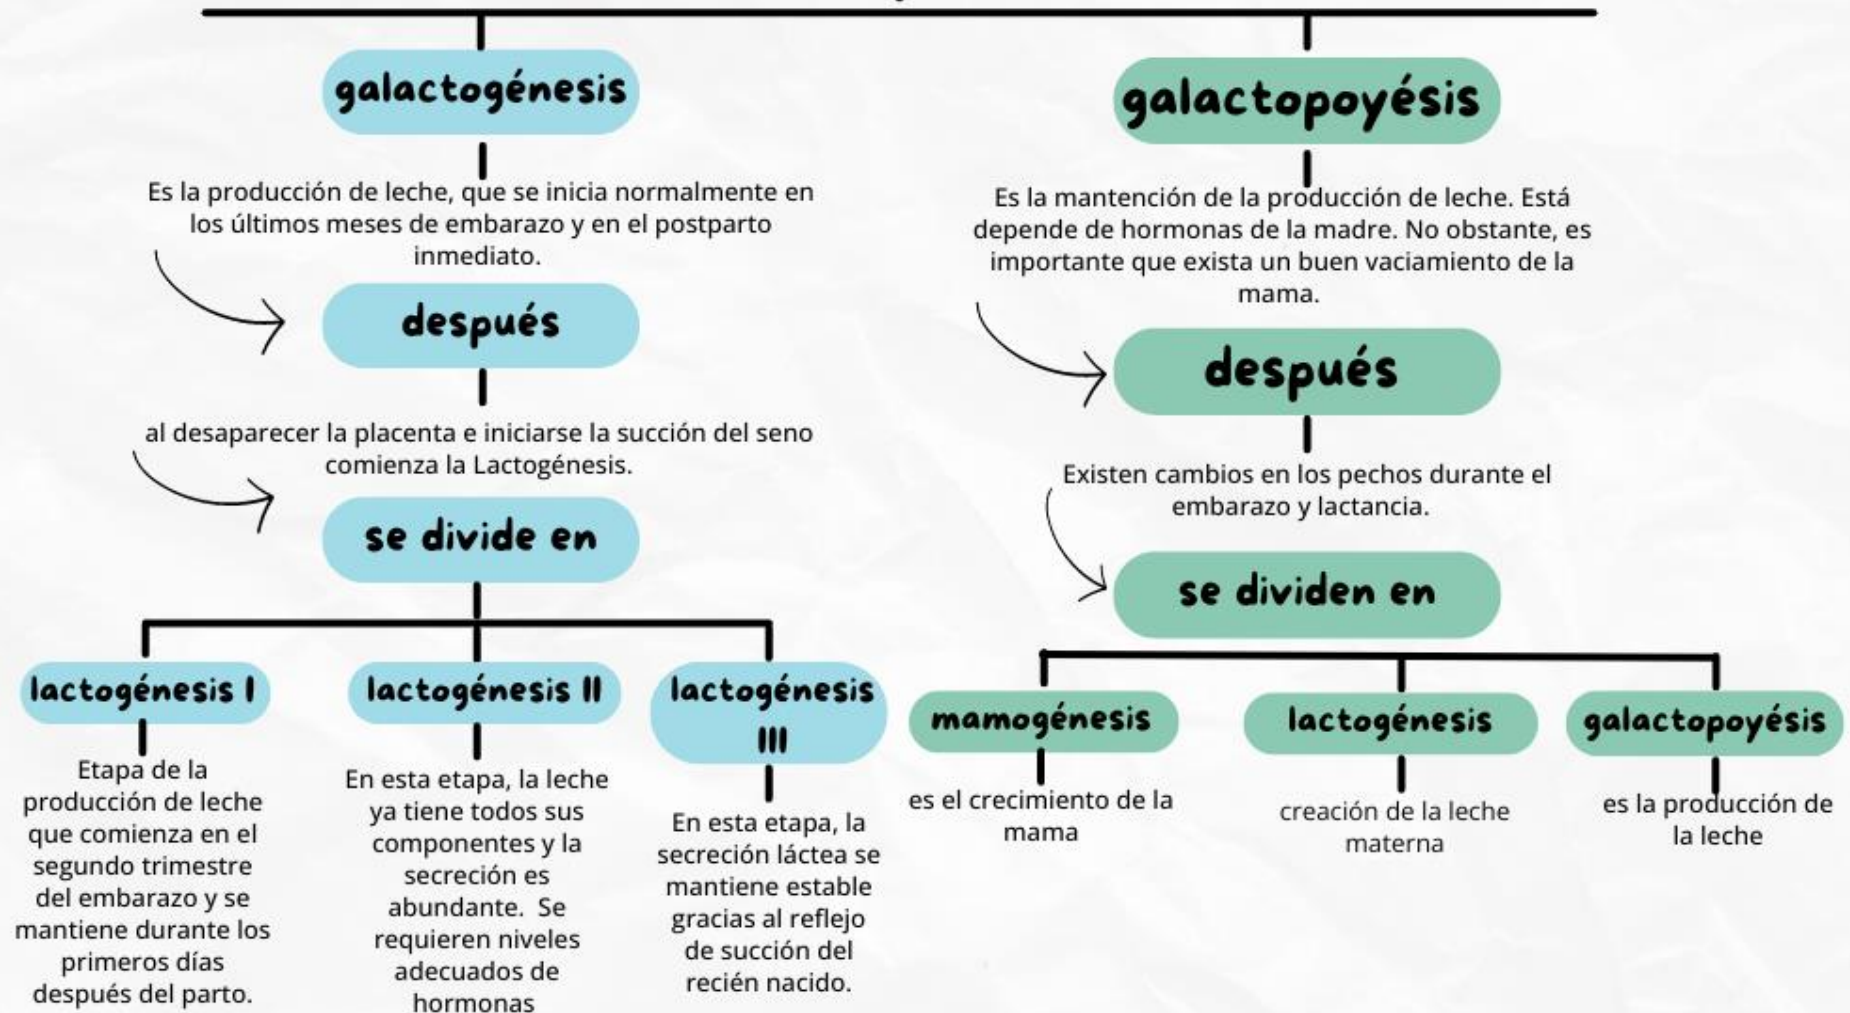 galactogénesis
Es la producción de leche, que se inicia normalmente en
los últimos meses de embarazo y en el postparto
inmediato.
después
al desaparecer la placenta e iniciarse la succión del seno
comienza la Lactogénesis.
se divide en
lactogénesis I
Etapa de la
producción de leche
que comienza en el
segundo trimestre
del embarazo y se
mantiene durante los
primeros días
después del parto.
lactogénesis II
En esta etapa, la leche
ya tiene todos sus
componentes y la
secreción es
abundante. Se
requieren niveles
adecuados de
hormonas
lactogénesis
III
En esta etapa, la
secreción láctea se
mantiene estable
gracias al reflejo
de succión del
recién nacido.
galactopoyésis
Es la mantención de la producción de leche. Está
depende de hormonas de la madre. No obstante, es
importante que exista un buen vaciamiento de la
mama.
después
Existen cambios en los pechos durante el
embarazo y lactancia.
se dividen en
mamogénesis
es el crecimiento de la
mama
lactogénesis
creación de la leche
materna
galactopoyésis
es la producción de
la leche